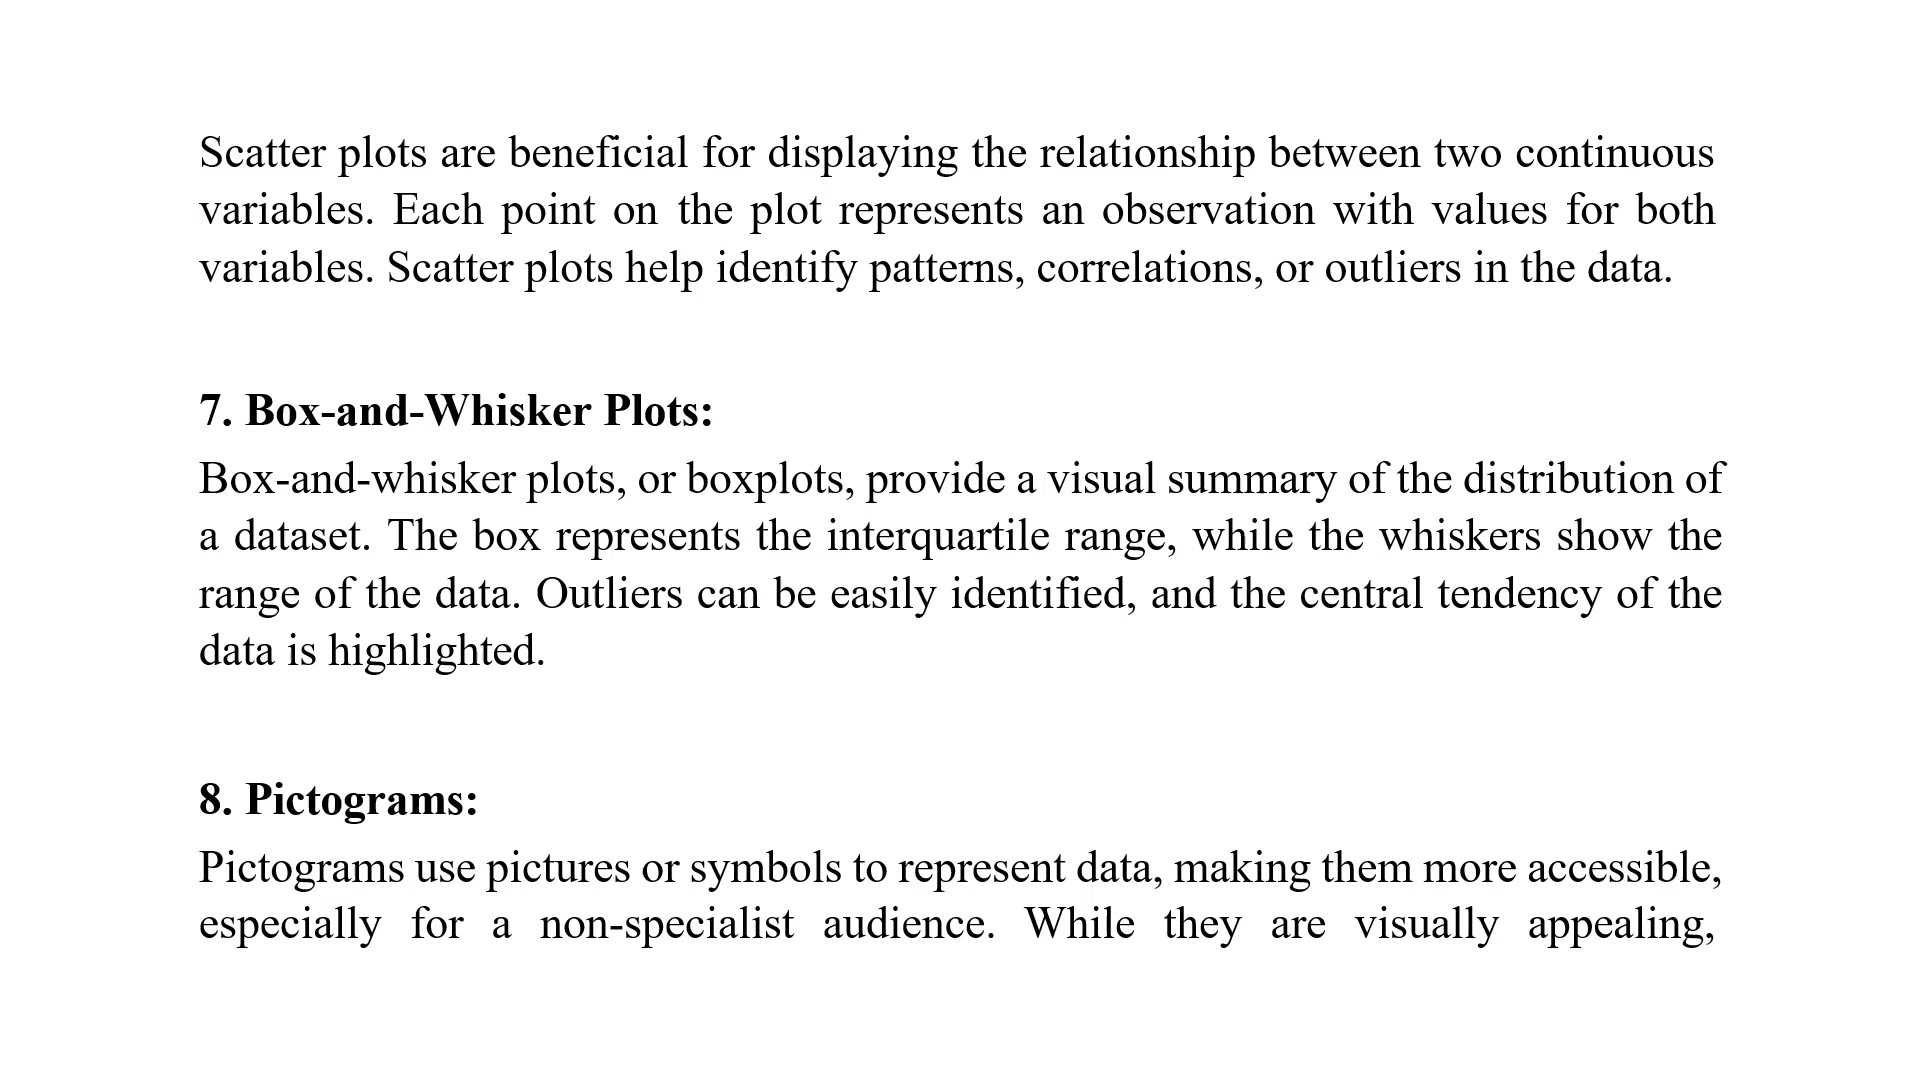 Scatter plots are beneficial for displaying the relationship between two continuous
variables. Each point on the plot represents an observation with values for both
variables. Scatter plots help identify patterns, correlations, or outliers in the data.
7. Box-and-Whisker Plots:
Box-and-whisker plots, or boxplots, provide a visual summary of the distribution of
a dataset. The box represents the interquartile range, while the whiskers show the
range of the data. Outliers can be easily identified, and the central tendency of the
data is highlighted.
8. Pictograms:
Pictograms use pictures or symbols to represent data, making them more accessible,
especially for a non-specialist audience. While they are visually appealing,